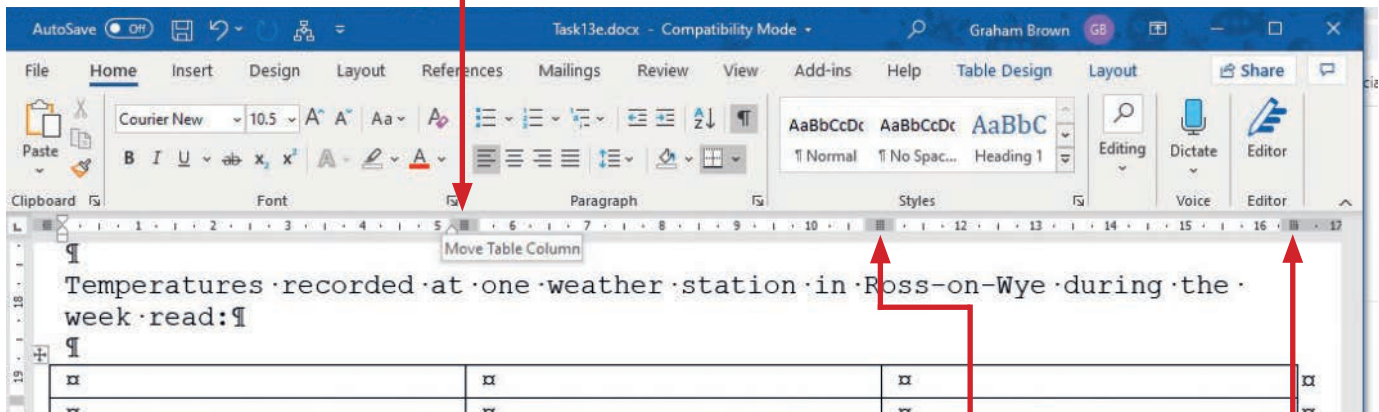 AutoSave Off Task13e.docx - Compatibility Mode Graham Brown GB
File Home Insert Design Layout References Mailings Review View Add-ins Help Table Design Layout Share
Courier New 10.5 A^ A˅ Aa A AaBbCcDc AaBbCcDc AaBbC
Paste B I U ab x₂ x² A A ¶ Normal ¶ No Spac... Heading 1 Editing Dictate Editor
Clipboard Font Paragraph Styles Voice Editor
1 2 3 4 5 6 7 8 9 10 12 13 14 15 16 17
Move Table Column
¶
Temperatures·recorded·at·one·weather·station·in·Ross-on-Wye·during·the·
week·read:¶
¶
18
19
¤ ¤ ¤ ¤
¤ ¤ ¤ ¤